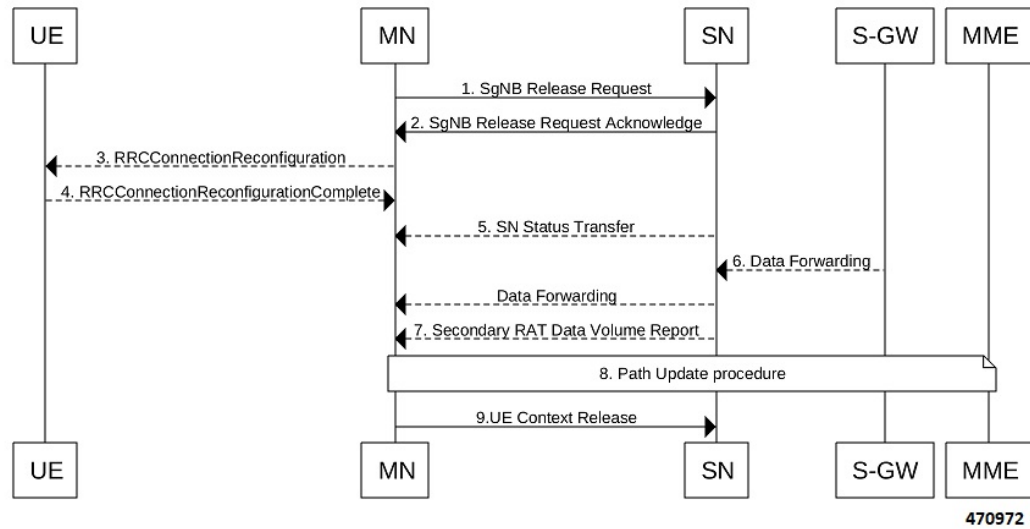 UE MN SN S-GW MME
1. SgNB Release Request
2. SgNB Release Request Acknowledge
3. RRCConnectionReconfiguration
4. RRCConnectionReconfigurationComplete
5. SN Status Transfer
6. Data Forwarding
Data Forwarding
7. Secondary RAT Data Volume Report
8. Path Update procedure
9.UE Context Release
UE MN SN S-GW MME
470972